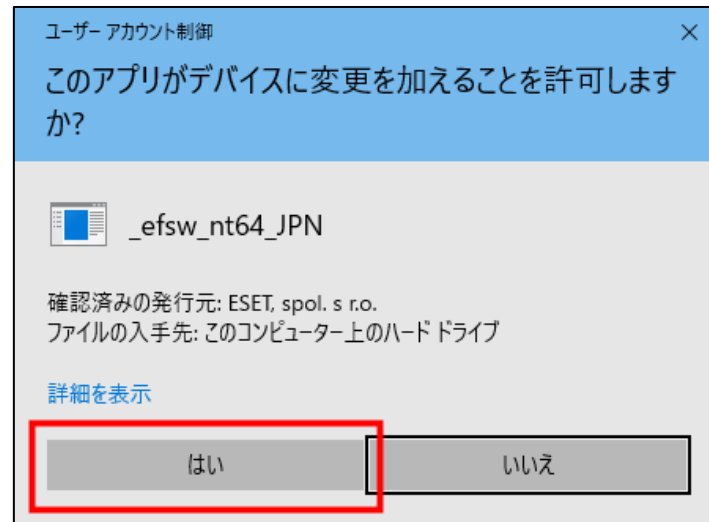 ユーザー アカウント制御
このアプリがデバイスに変更を加えることを許可します
か?
_efsw_nt64_JPN
確認済みの発行元: ESET, spol. s r.o.
ファイルの入手先: このコンピューター上のハード ドライブ
詳細を表示
はい
いいえ